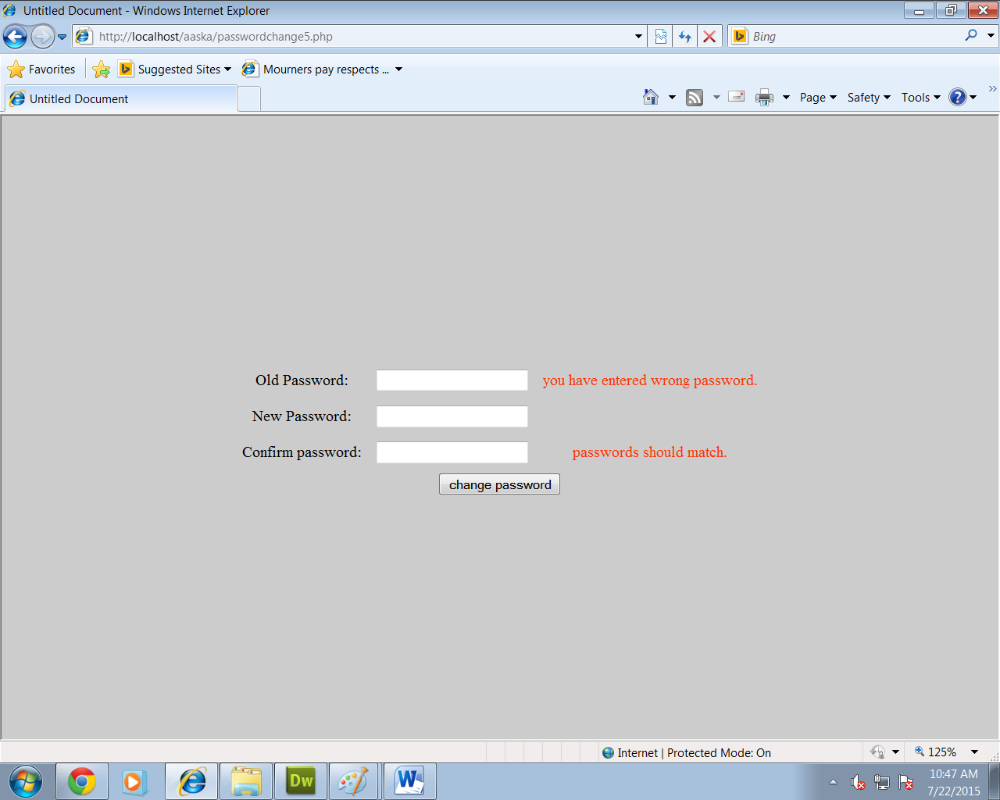 Untitled Document - Windows Internet Explorer
http://localhost/aaska/passwordchange5.php
Bing
Favorites
Suggested Sites
Mourners pay respects ...
Untitled Document
Page
Safety
Tools
Old Password:
you have entered wrong password.
New Password:
Confirm password:
passwords should match.
change password
Internet | Protected Mode: On
125%
Dw
W
10:47 AM
7/22/2015